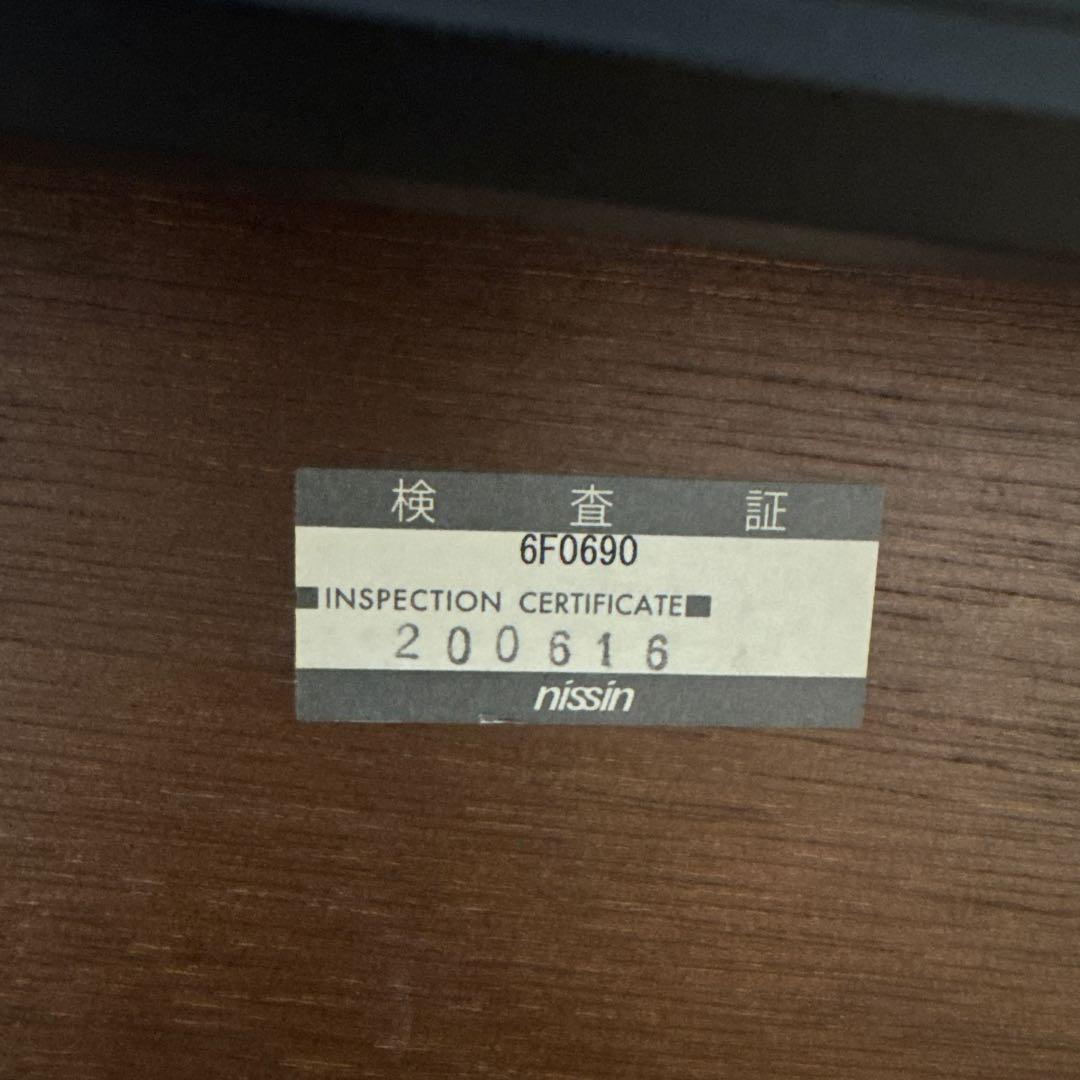 検 査 証
6F0690
■INSPECTION CERTIFICATE■
200616
nissin